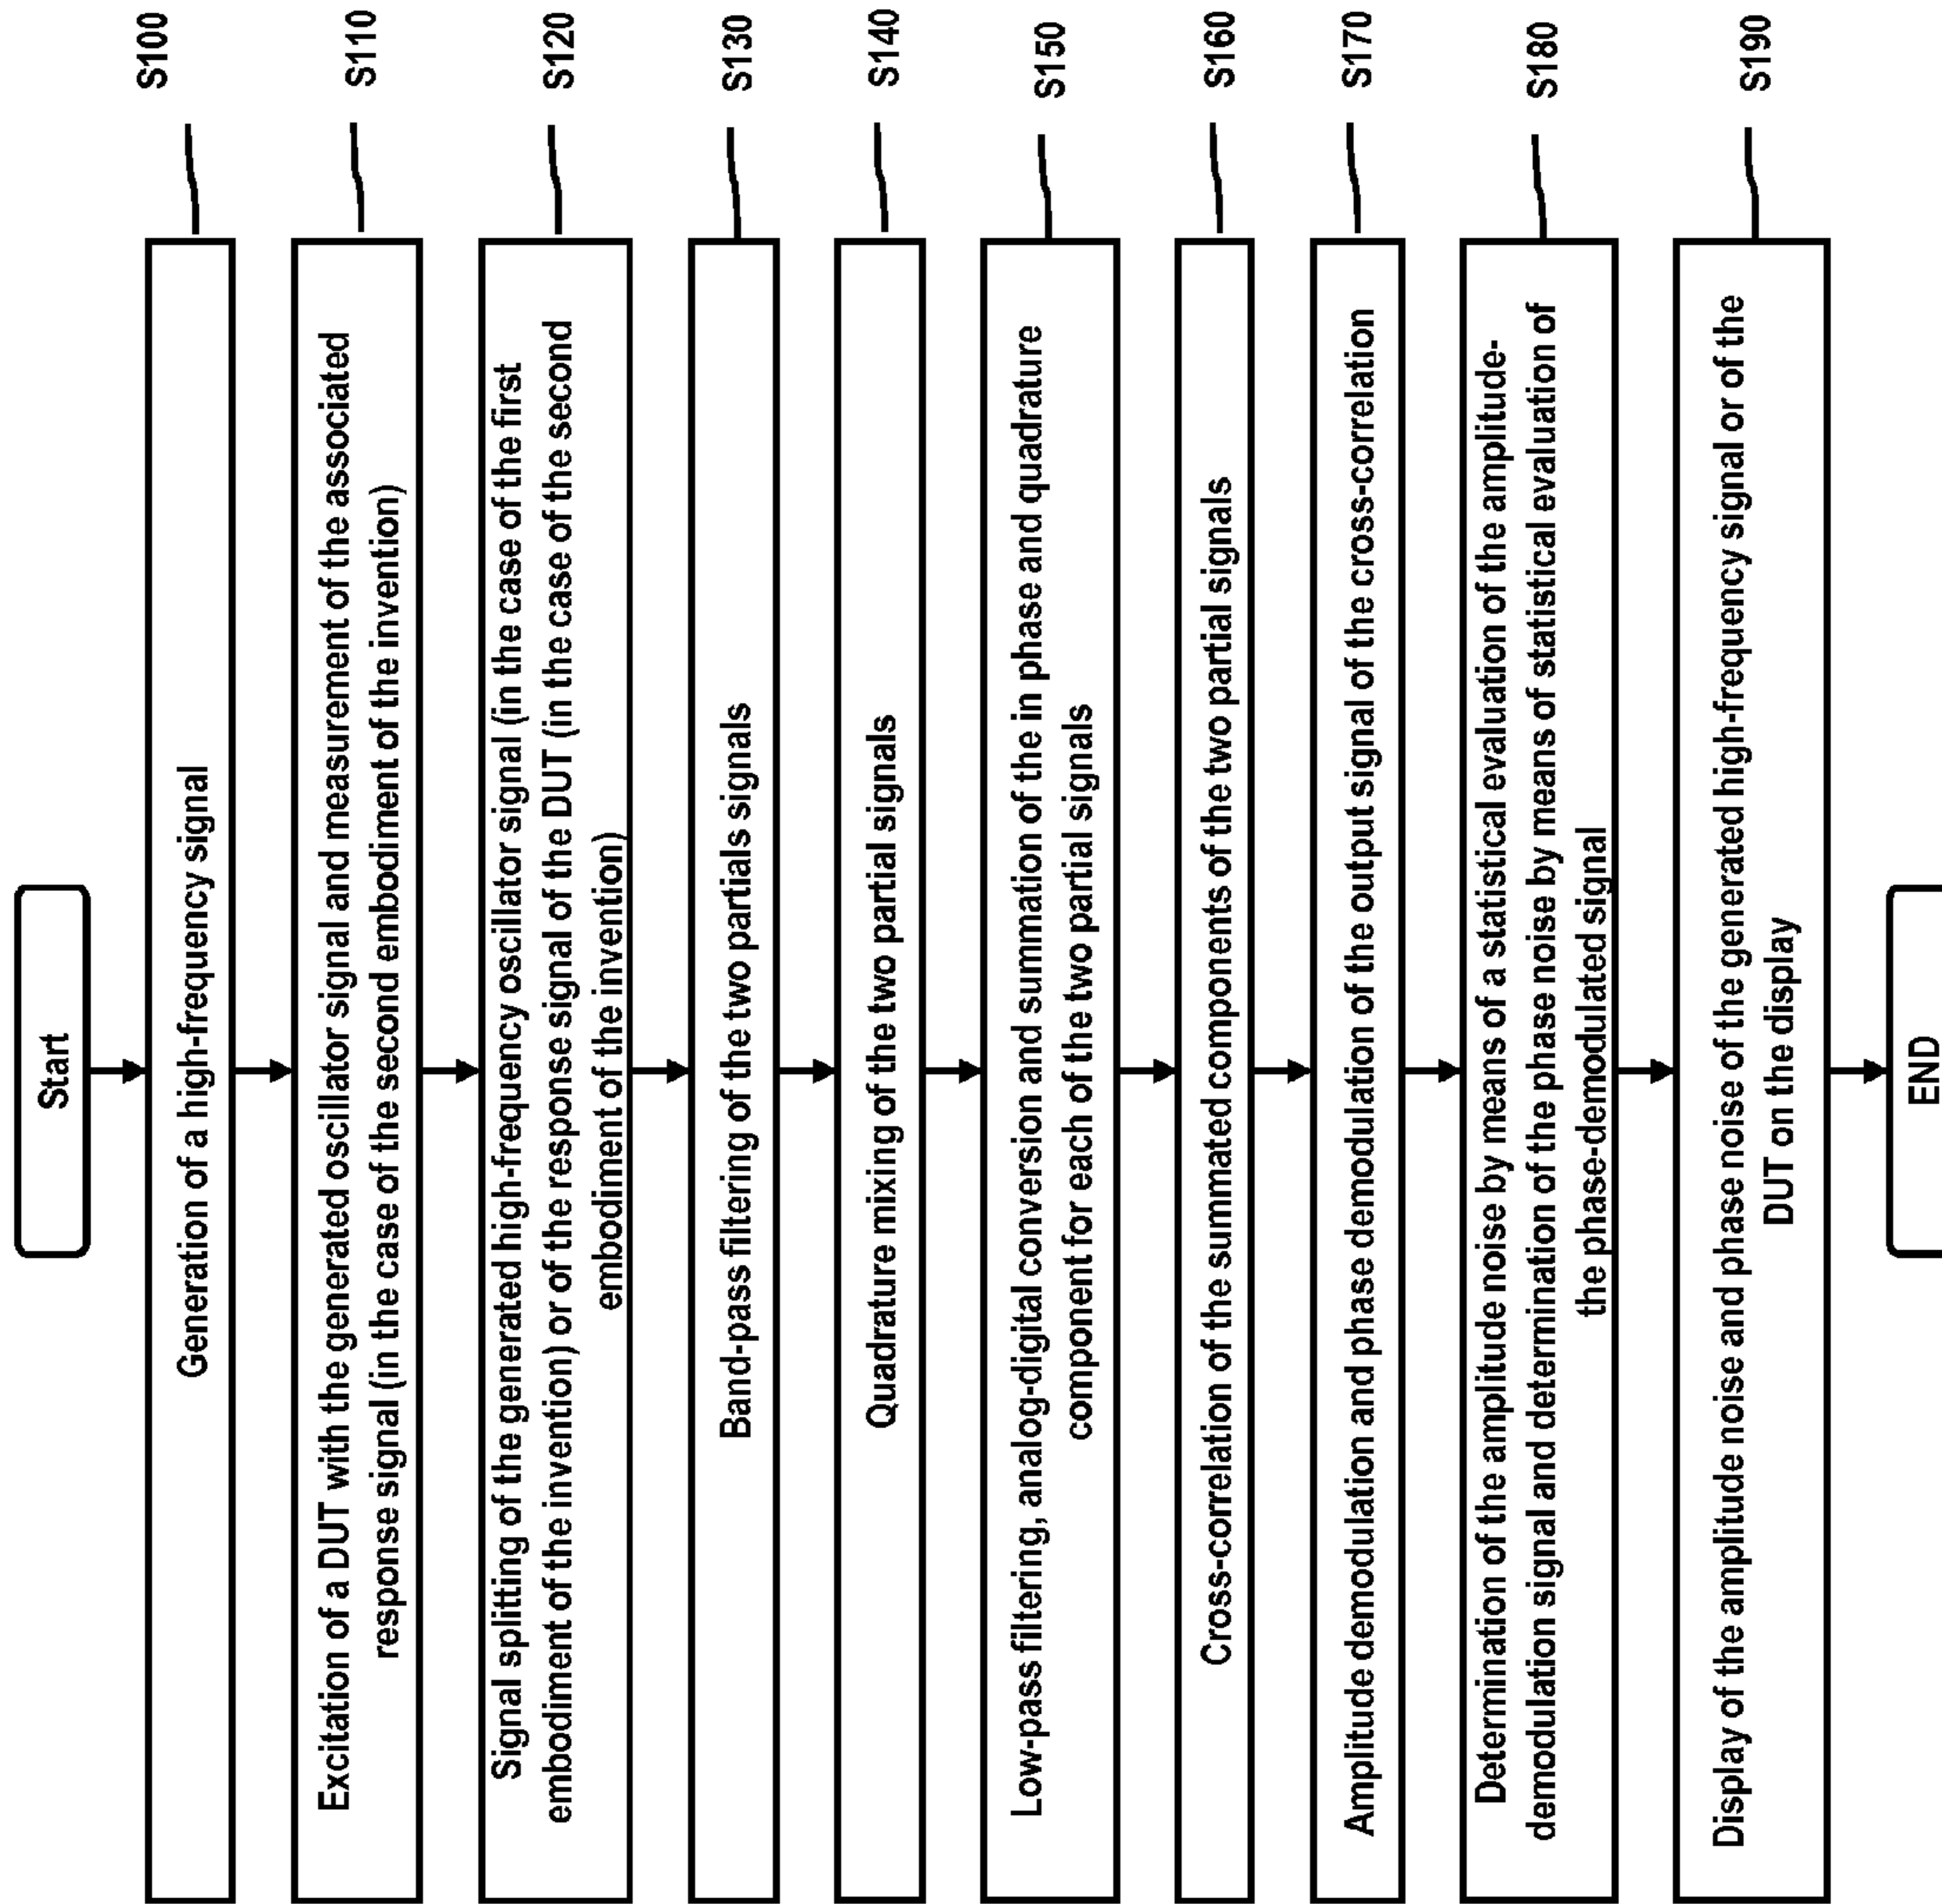 Start
Generation of a high-frequency signal
S100
Excitation of a DUT with the generated oscillator signal and measurement of the associated
response signal (in the case of the second embodiment of the invention)
S110
Signal splitting of the generated high-frequency oscillator signal (in the case of the first
embodiment of the invention) or of the response signal of the DUT (in the case of the second
embodiment of the invention)
S120
Band-pass filtering of the two partials signals
S130
Quadrature mixing of the two partial signals
S140
Low-pass filtering, analog-digital conversion and summation of the in phase and quadrature
component for each of the two partial signals
S150
Cross-correlation of the summated components of the two partial signals
S160
Amplitude demodulation and phase demodulation of the output signal of the cross-correlation
S170
Determination of the amplitude noise by means of a statistical evaluation of the amplitude-
demodulation signal and determination of the phase noise by means of statistical evaluation of
the phase-demodulated signal
S180
Display of the amplitude noise and phase noise of the generated high-frequency signal or of the
DUT on the display
S190
END